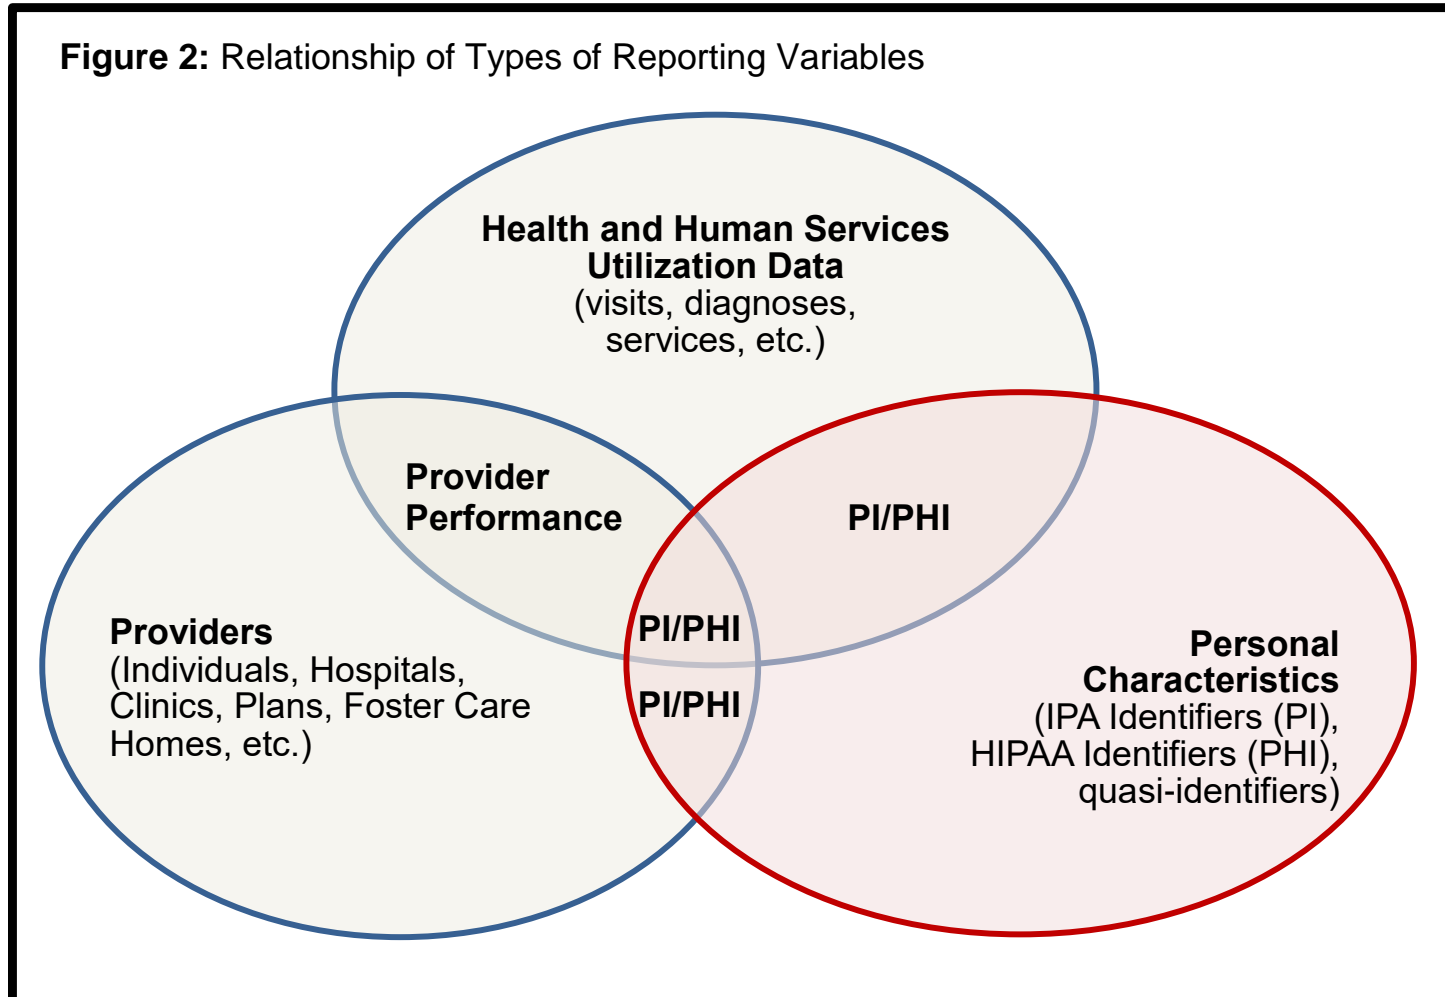 Figure 2: Relationship of Types of Reporting Variables
Health and Human Services
Utilization Data
(visits, diagnoses,
services, etc.)
Provider
Performance
PI/PHI
PI/PHI
PI/PHI
Providers
(Individuals, Hospitals,
Clinics, Plans, Foster Care
Homes, etc.)
Personal
Characteristics
(IPA Identifiers (PI),
HIPAA Identifiers (PHI),
quasi-identifiers)